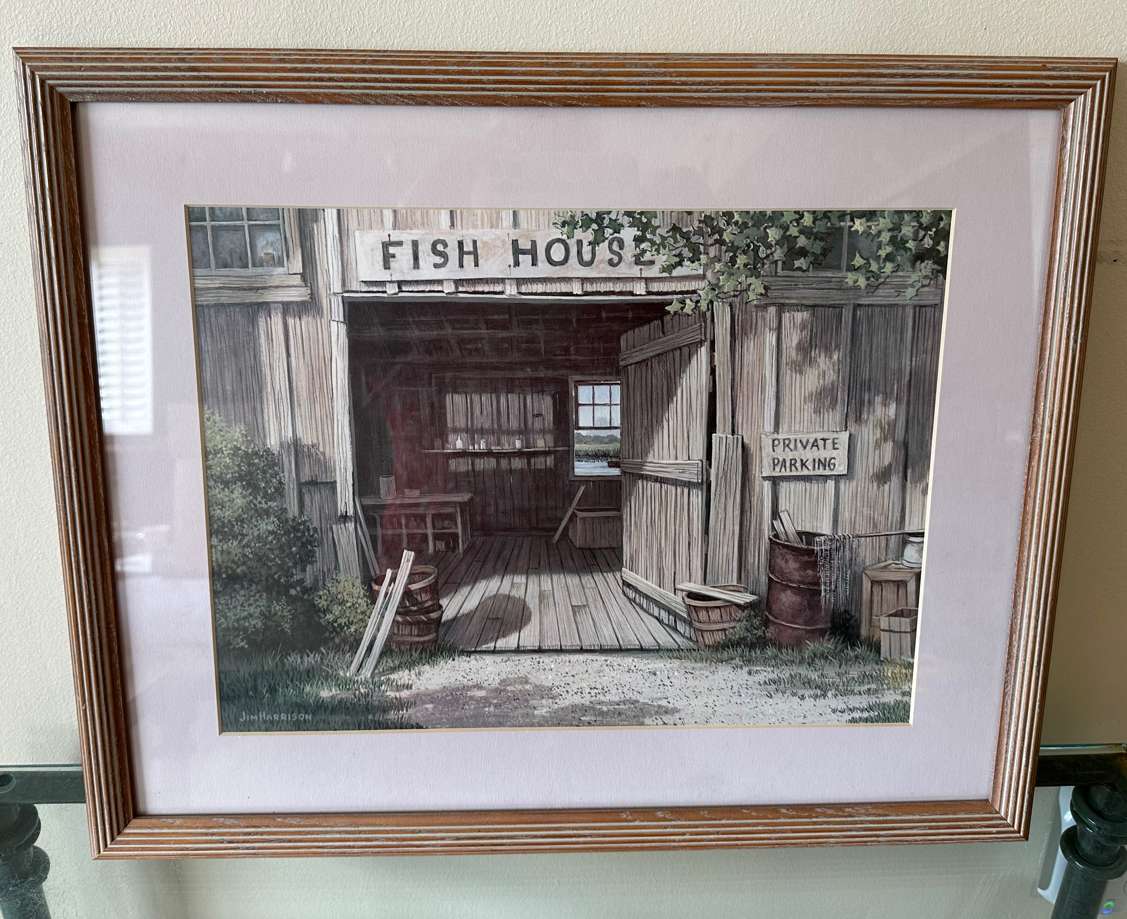 FISH HOUSE
PRIVATE
PARKING
JIM HARRISON